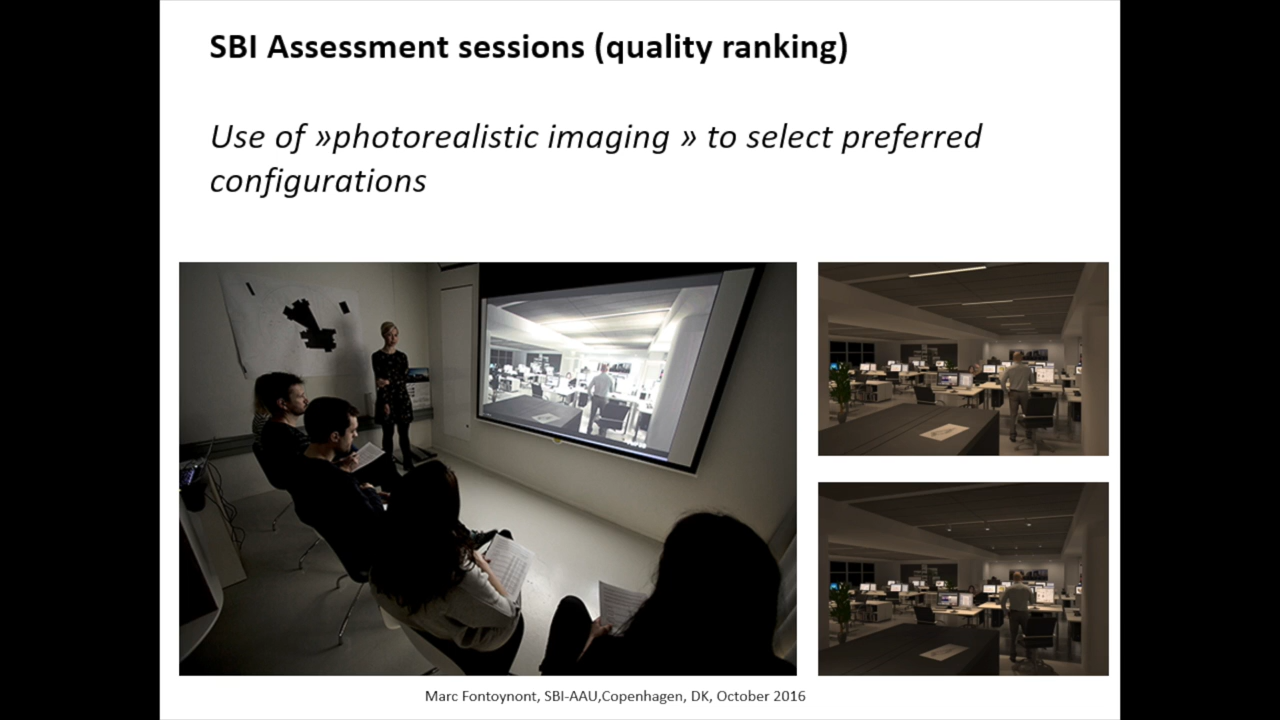 SBI Assessment sessions (quality ranking)
Use of »photorealistic imaging » to select preferred
configurations
Marc Fontoynont, SBI-AAU,Copenhagen, DK, October 2016